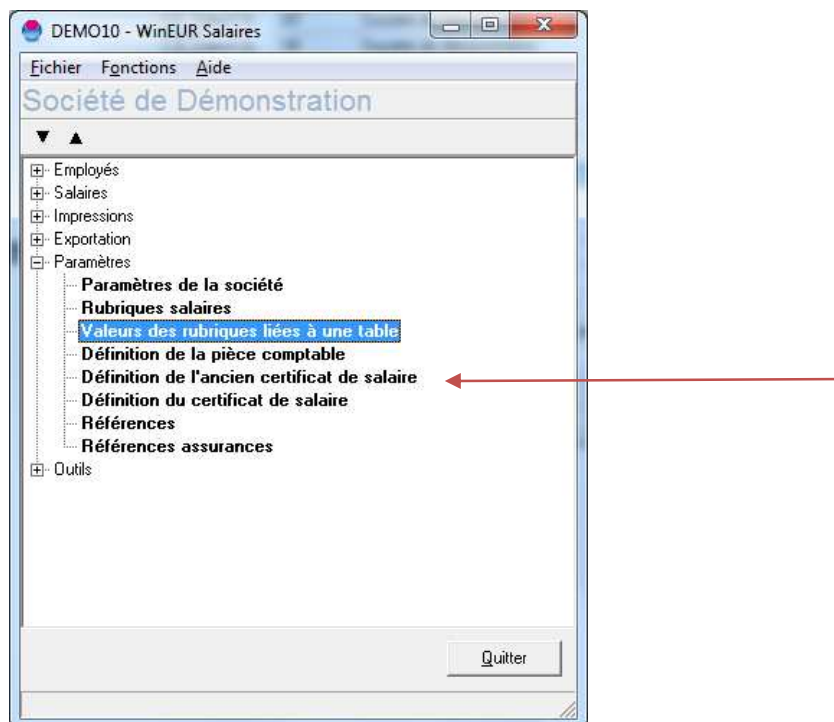 DEMO10 - WinEUR Salaires
Fichier Fonctions Aide
Société de Démonstration
Employés
Salaires
Impressions
Exportation
Paramètres
Paramètres de la société
Rubriques salaires
Valeurs des rubriques liées à une table
Définition de la pièce comptable
Définition de l'ancien certificat de salaire
Définition du certificat de salaire
Références
Références assurances
Outils
Quitter